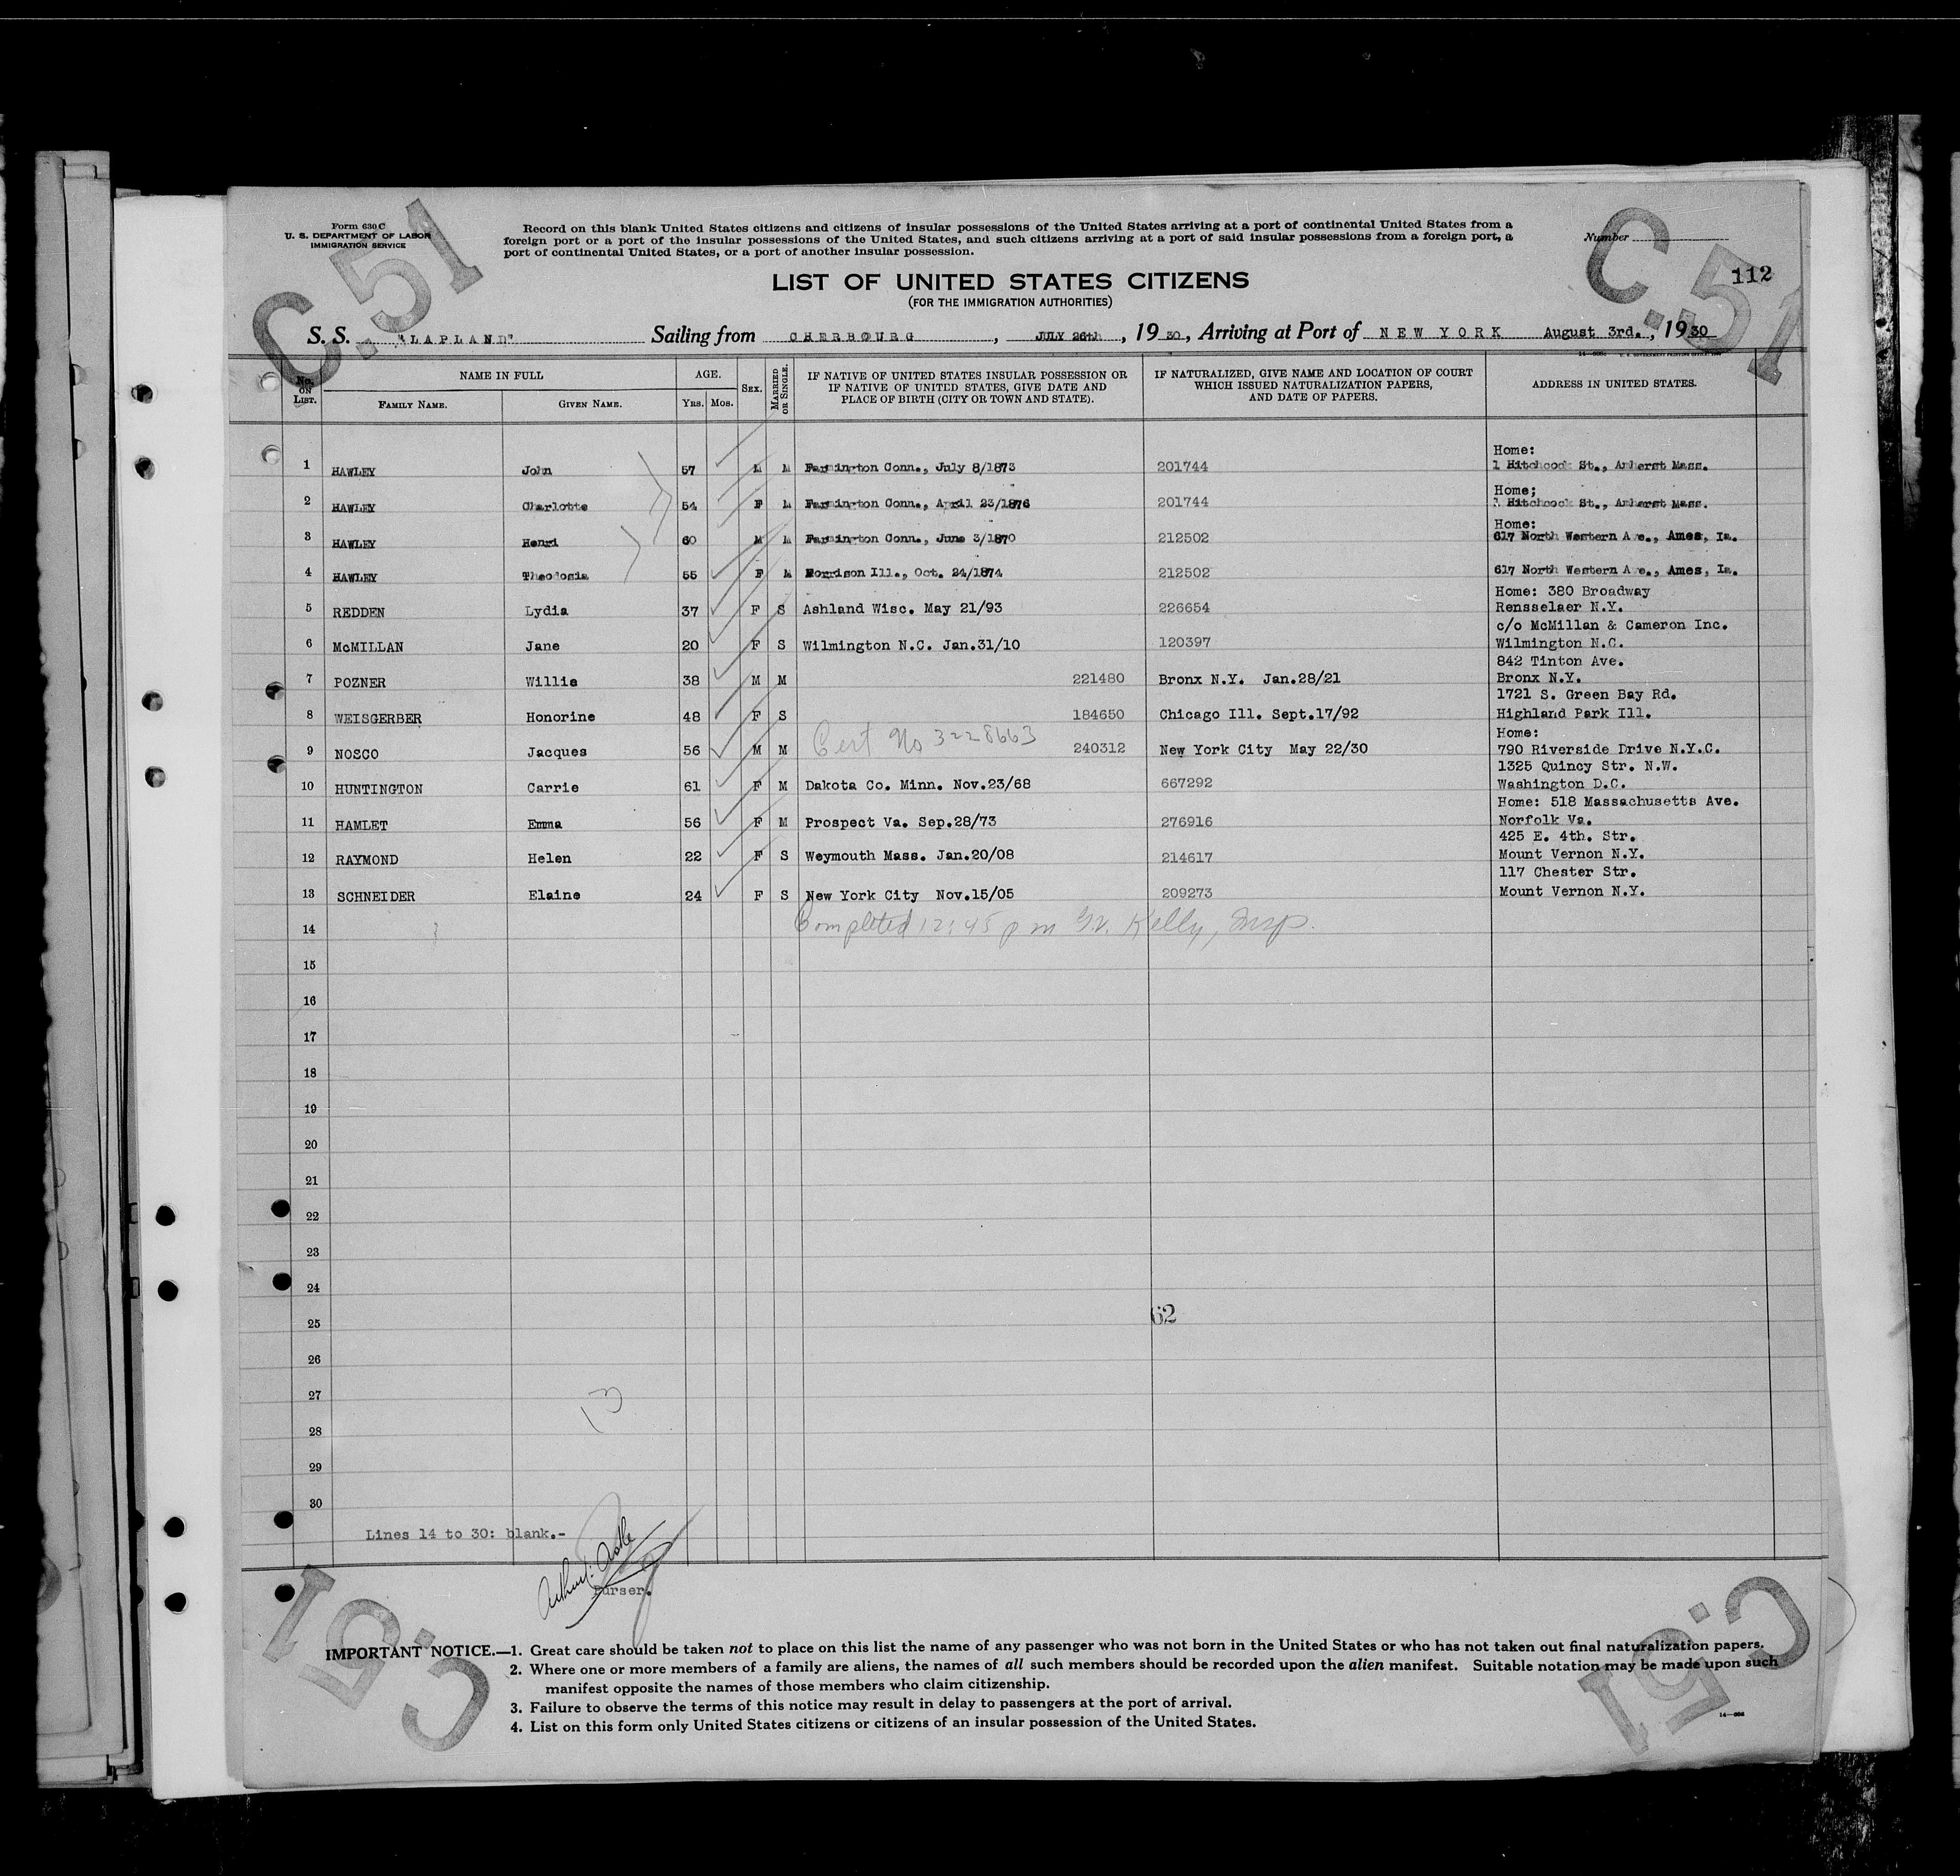 Form 630 C
U. S. DEPARTMENT OF LABOR
IMMIGRATION SERVICE
Record on this blank United States citizens and citizens of insular possessions of the United States arriving at a port of continental United States from a
foreign port or a port of the insular possessions of the United States, and such citizens arriving at a port of said insular possessions from a foreign port, a
port of continental United States, or a port of another insular possession.
Number
C.51
C.51
112
LIST OF UNITED STATES CITIZENS
(FOR THE IMMIGRATION AUTHORITIES)
S. S. "LAPLAND" Sailing from CHERBOURG, JULY 26th, 1930, Arriving at Port of NEW YORK August 3rd., 1930
No. ON LIST. NAME IN FULL AGE. SEX. MARRIED OR SINGLE. IF NATIVE OF UNITED STATES INSULAR POSSESSION OR IF NATIVE OF UNITED STATES, GIVE DATE AND PLACE OF BIRTH (CITY OR TOWN AND STATE). IF NATURALIZED, GIVE NAME AND LOCATION OF COURT WHICH ISSUED NATURALIZATION PAPERS, AND DATE OF PAPERS. ADDRESS IN UNITED STATES.
FAMILY NAME. GIVEN NAME. YRS. MOS.
Home:
1 HAWLEY John 57 M M Farmington Conn., July 8/1873 201744 1 Hitchcock St., Amherst Mass.
Home;
2 HAWLEY Charlotte 54 F M Farmington Conn., April 23/1876 201744 1 Hitchcock St., Amherst Mass.
Home:
3 HAWLEY Henri 60 M M Farmington Conn., June 3/1870 212502 617 North Western Ave., Ames, Ia.
4 HAWLEY Theodosia 55 F M Morrison Ill., Oct. 24/1874 212502 617 North Western Ave., Ames, Ia.
Home: 380 Broadway
5 REDDEN Lydia 37 F S Ashland Wisc. May 21/93 226654 Rensselaer N.Y.
c/o McMillan & Cameron Inc.
6 McMILLAN Jane 20 F S Wilmington N.C. Jan.31/10 120397 Wilmington N.C.
842 Tinton Ave.
7 POZNER Willie 38 M M 221480 Bronx N.Y. Jan.28/21 Bronx N.Y.
1721 S. Green Bay Rd.
8 WEISGERBER Honorine 48 F S 184650 Chicago Ill. Sept.17/92 Highland Park Ill.
Cert No 3228663 Home:
9 NOSCO Jacques 56 M M 240312 New York City May 22/30 790 Riverside Drive N.Y.C.
1325 Quincy Str. N.W.
10 HUNTINGTON Carrie 61 F M Dakota Co. Minn. Nov.23/68 667292 Washington D.C.
Home: 518 Massachusetts Ave.
11 HAMLET Emma 56 F M Prospect Va. Sep.28/73 276916 Norfolk Va.
425 E. 4th. Str.
12 RAYMOND Helen 22 F S Weymouth Mass. Jan.20/08 214617 Mount Vernon N.Y.
117 Chester Str.
13 SCHNEIDER Elaine 24 F S New York City Nov.15/05 209273 Mount Vernon N.Y.
14 Completed 12:45 pm Kelly, Insp.
15
16
17
18
19
20
21
22
23
24
62
25
26
27
13
28
29
30
Lines 14 to 30: blank.-
Purser.
C.51
C.51
IMPORTANT NOTICE.—1. Great care should be taken not to place on this list the name of any passenger who was not born in the United States or who has not taken out final naturalization papers.
2. Where one or more members of a family are aliens, the names of all such members should be recorded upon the alien manifest. Suitable notation may be made upon such
manifest opposite the names of those members who claim citizenship.
3. Failure to observe the terms of this notice may result in delay to passengers at the port of arrival.
4. List on this form only United States citizens or citizens of an insular possession of the United States.